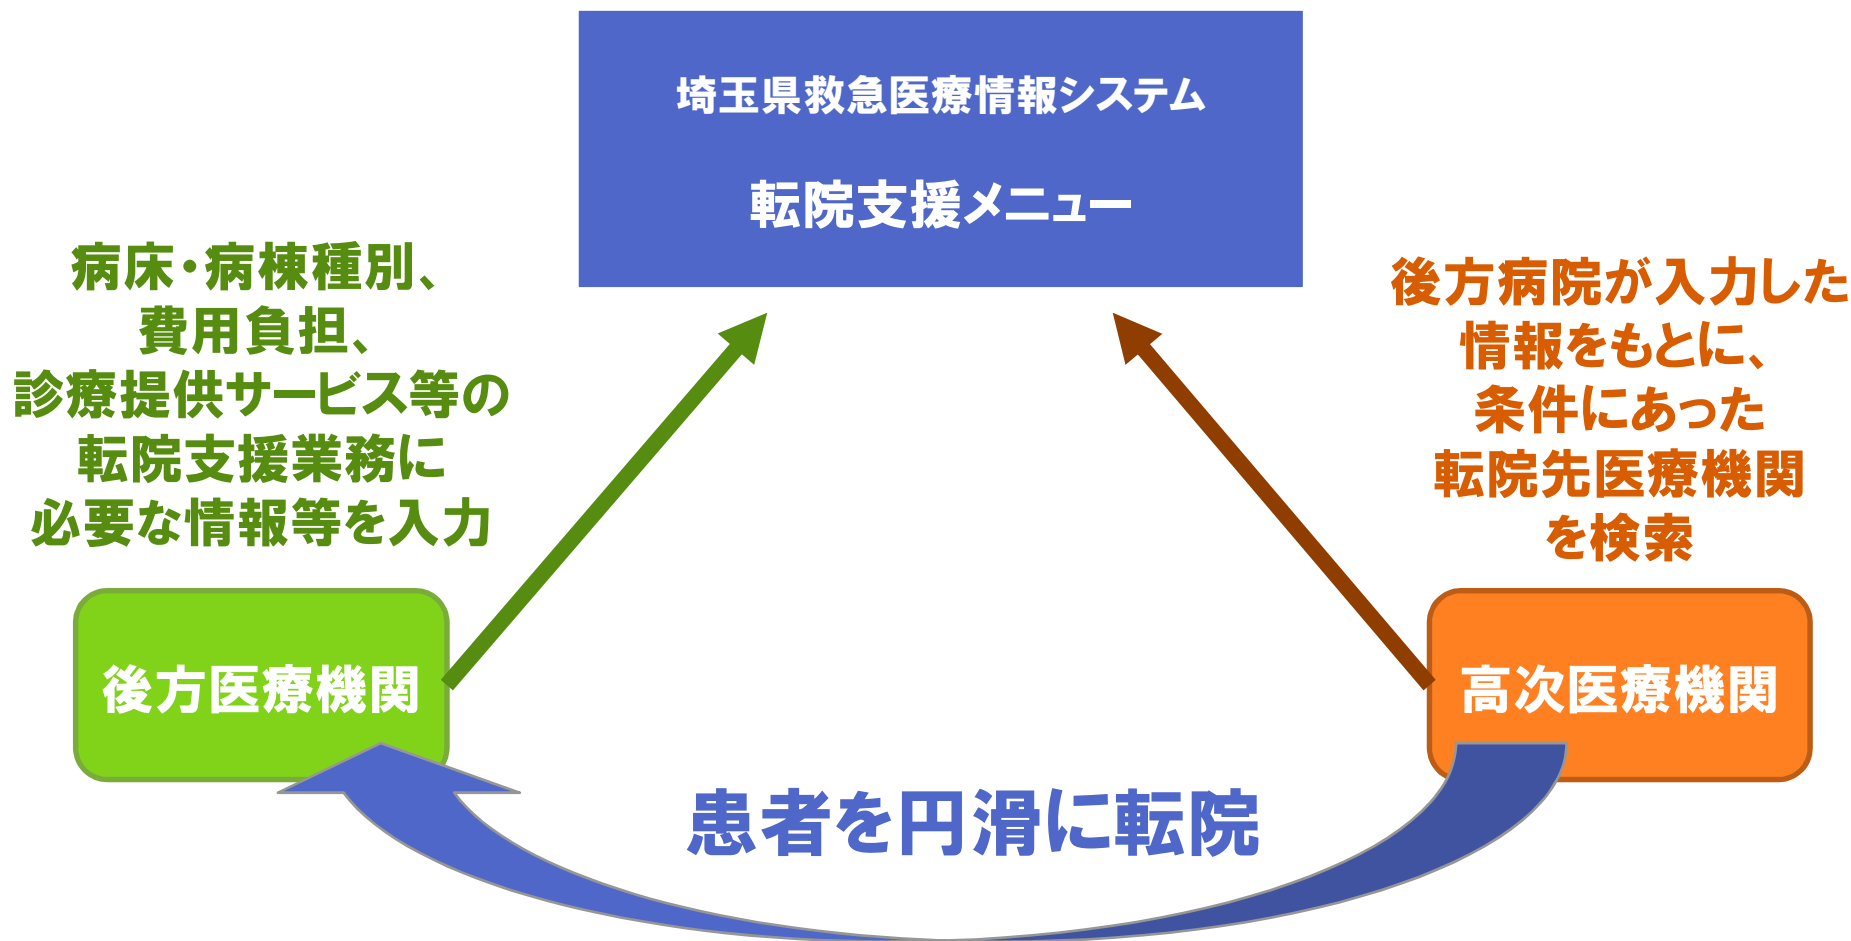 埼玉県救急医療情報システム
転院支援メニュー
病床・病棟種別、
費用負担、
診療提供サービス等の
転院支援業務に
必要な情報等を入力
後方病院が入力した
情報をもとに、
条件にあった
転院先医療機関
を検索
後方医療機関
高次医療機関
患者を円滑に転院